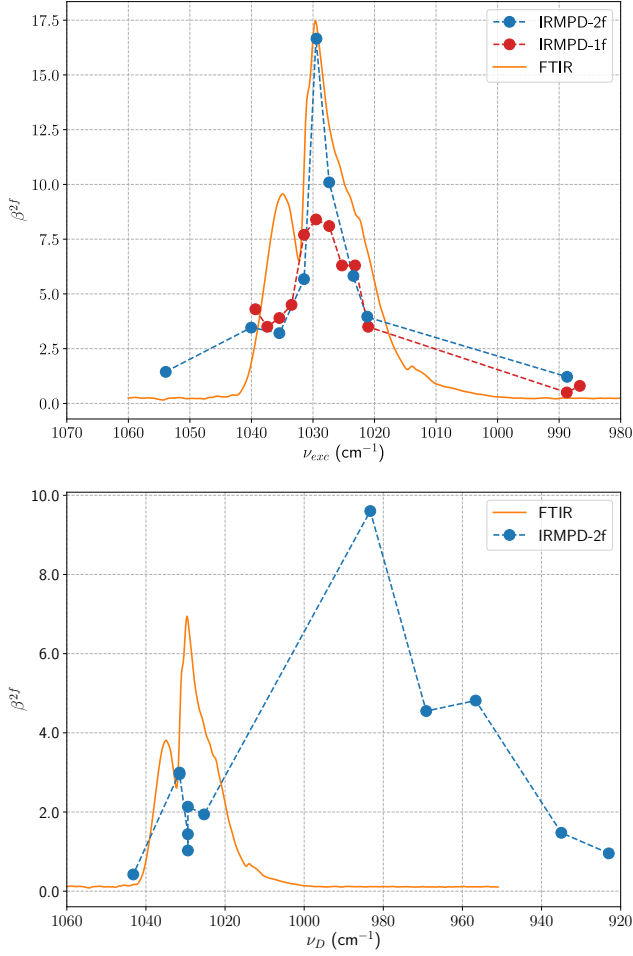 17.5
15.0
12.5
10.0
7.5
5.0
2.5
0.0
β²ᶠ
IRMPD-2f
IRMPD-1f
FTIR
1070 1060 1050 1040 1030 1020 1010 1000 990 980
ν_exc (cm⁻¹)
10.0
8.0
6.0
4.0
2.0
0.0
β²ᶠ
FTIR
IRMPD-2f
1060 1040 1020 1000 980 960 940 920
ν_D (cm⁻¹)